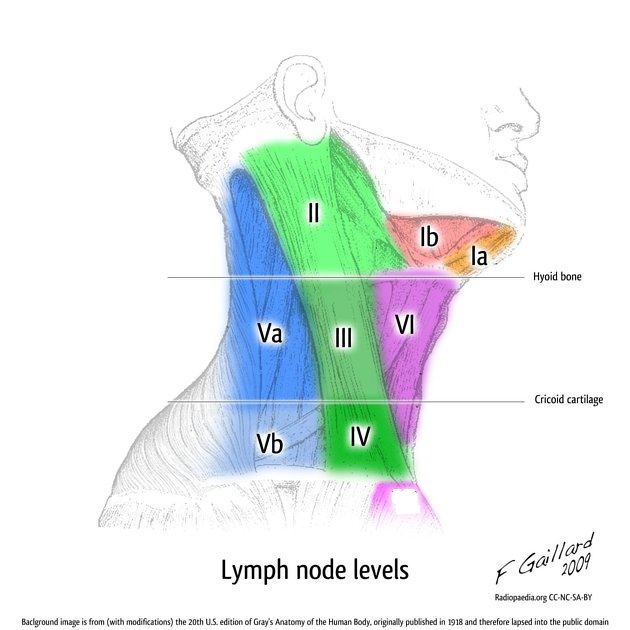 II
Ib
Ia
Hyoid bone
Va
III
VI
Cricoid cartilage
Vb
IV
Lymph node levels
F Gaillard
2009
Radiopaedia.org CC-NC-SA-BY
Background image is from (with modifications) the 20th U.S. edition of Gray's Anatomy of the Human Body, originally published in 1918 and therefore lapsed into the public domain